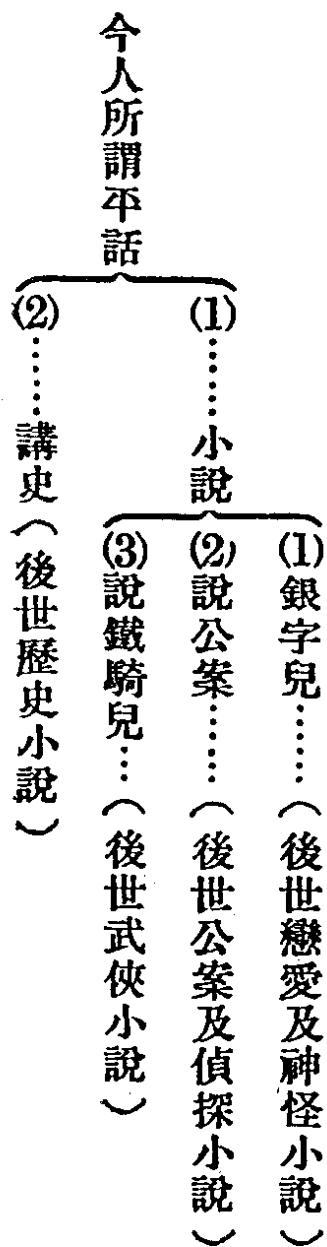 今人所謂平話
(1)………小說
(1)銀字兒……(後世戀愛及神怪小說)
(2)說公案……(後世公案及偵探小說)
(3)說鐵騎兒…(後世武俠小說)
(2)………講史(後世歷史小說)